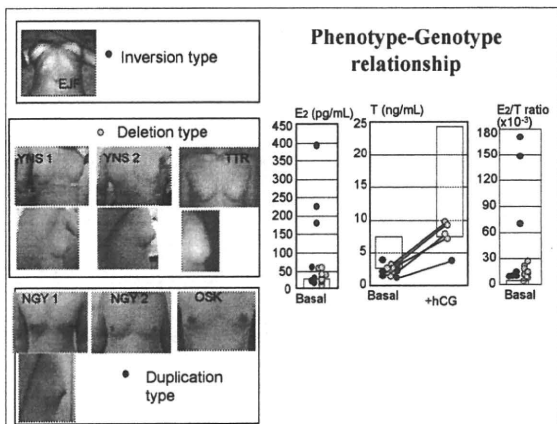 Phenotype-Genotype
relationship
EJF
● Inversion type
○ Deletion type
YNS 1 YNS 2 TTR
NGY 1 NGY 2 OSK
● Duplication
type
E₂ (pg/mL)
450
400
350
300
250
200
150
100
50
0
Basal
T (ng/mL)
25
20
15
10
5
0
Basal
+hCG
E₂/T ratio
(x10⁻³)
180
150
120
90
60
30
0
Basal